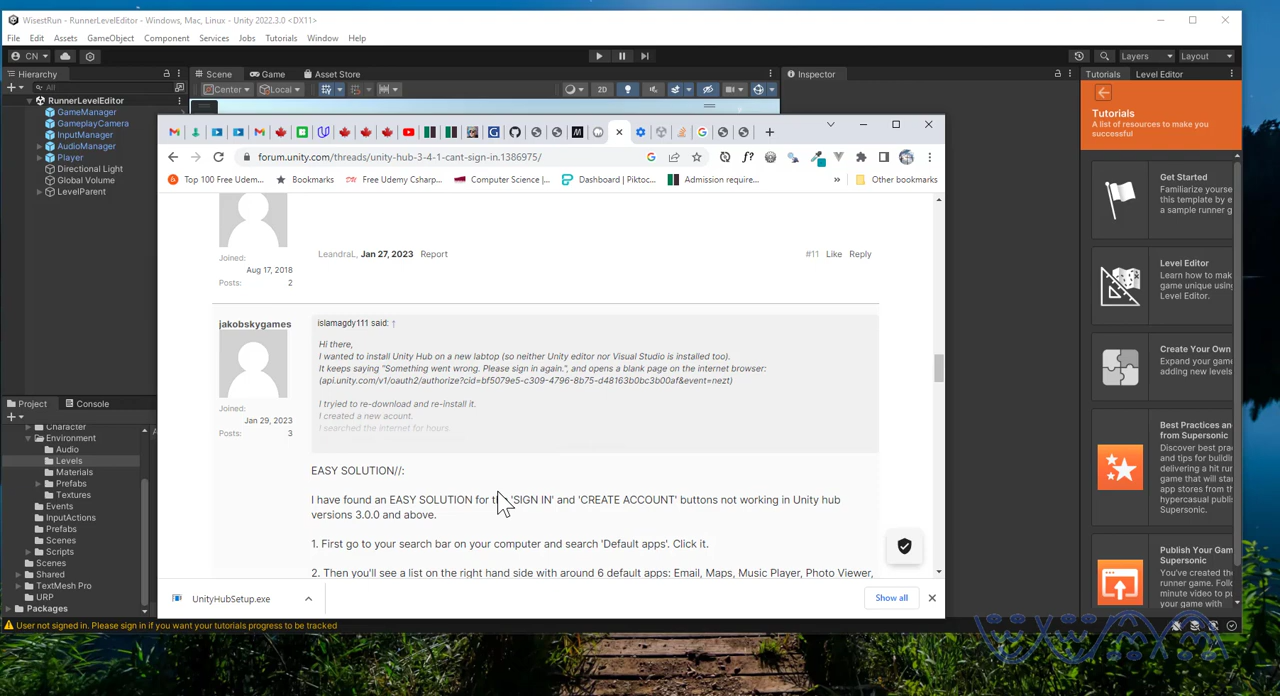 WisestRun - RunnerLevelEditor - Windows, Mac, Linux - Unity 2022.3.0 <DX11>
File Edit Assets GameObject Component Services Jobs Tutorials Window Help
CN
Layers Layout
Hierarchy
Scene Game Asset Store
Inspector
Tutorials Level Editor
All
Center Local
2D
Tutorials
A list of resources to make you
successful
RunnerLevelEditor
GameManager
GameplayCamera
InputManager
AudioManager
Player
Directional Light
Global Volume
LevelParent
forum.unity.com/threads/unity-hub-3-4-1-cant-sign-in.1386975/
Top 100 Free Udem... Bookmarks Free Udemy Csharp... Computer Science |... Dashboard | Piktoc... Admission require... » Other bookmarks
Joined:
Aug 17, 2018
Posts: 2
LeandraL, Jan 27, 2023 Report
#11 Like Reply
jakobskygames
Joined:
Jan 29, 2023
Posts: 3
islamagdy111 said: ↑
Hi there,
I wanted to install Unity Hub on a new labtop (so neither Unity editor nor Visual Studio is installed too).
It keeps saying "Something went wrong. Please sign in again.", and opens a blank page on the internet browser:
(api.unity.com/v1/oauth2/authorize?cid=bf5079e5-c309-4796-8b75-d48163b0bc3b00af&event=nezt)
I tryied to re-download and re-install it.
I created a new acount.
I searched the internet for hours.
EASY SOLUTION//:
I have found an EASY SOLUTION for 'SIGN IN' and 'CREATE ACCOUNT' buttons not working in Unity hub
versions 3.0.0 and above.
1. First go to your search bar on your computer and search 'Default apps'. Click it.
2. Then you'll see a list on the right hand side with around 6 default apps: Email, Maps, Music Player, Photo Viewer,
UnityHubSetup.exe
Show all
Get Started
Familiarize yourse
this template by e
a sample runner g
Level Editor
Learn how to mak
game unique using
Level Editor.
Create Your Own
Expand your game
adding new levels
Best Practices an
from Supersonic
Discover best pra
and tips for buildin
delivering a hit run
game that will star
app stores from th
hypercasual publis
Supersonic.
Publish Your Gam
Supersonic
You've created the
runner game. Follow
minute video to pu
your game with
Project Console
Character
Environment
Audio
Levels
Materials
Prefabs
Textures
Events
InputActions
Prefabs
Scenes
Scripts
Scenes
Shared
TextMesh Pro
URP
Packages
User not signed in. Please sign in if you want your tutorials progress to be tracked